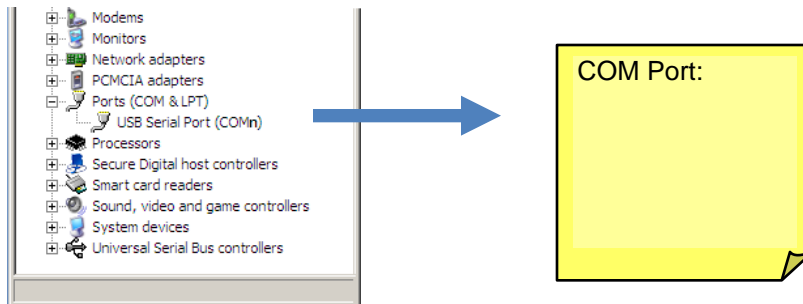 Modems
Monitors
Network adapters
PCMCIA adapters
Ports (COM & LPT)
USB Serial Port (COMn)
Processors
Secure Digital host controllers
Smart card readers
Sound, video and game controllers
System devices
Universal Serial Bus controllers
COM Port: